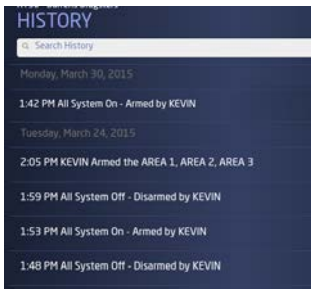 HISTORY
Search History
Monday, March 30, 2015
1:42 PM All System On - Armed by KEVIN
Tuesday, March 24, 2015
2:05 PM KEVIN Armed the AREA 1, AREA 2, AREA 3
1:59 PM All System Off - Disarmed by KEVIN
1:53 PM All System On - Armed by KEVIN
1:48 PM All System Off - Disarmed by KEVIN